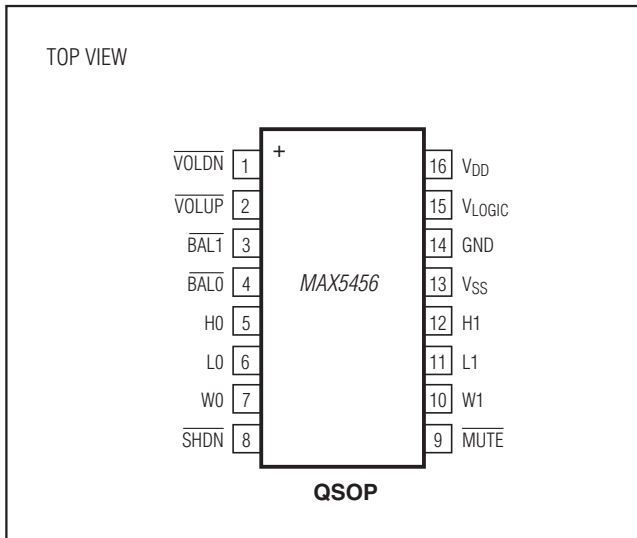 TOP VIEW
+
VOLDN 1 16 VDD
VOLUP 2 15 VLOGIC
BAL1 3 14 GND
BAL0 4 MAX5456 13 VSS
H0 5 12 H1
L0 6 11 L1
W0 7 10 W1
SHDN 8 9 MUTE
QSOP